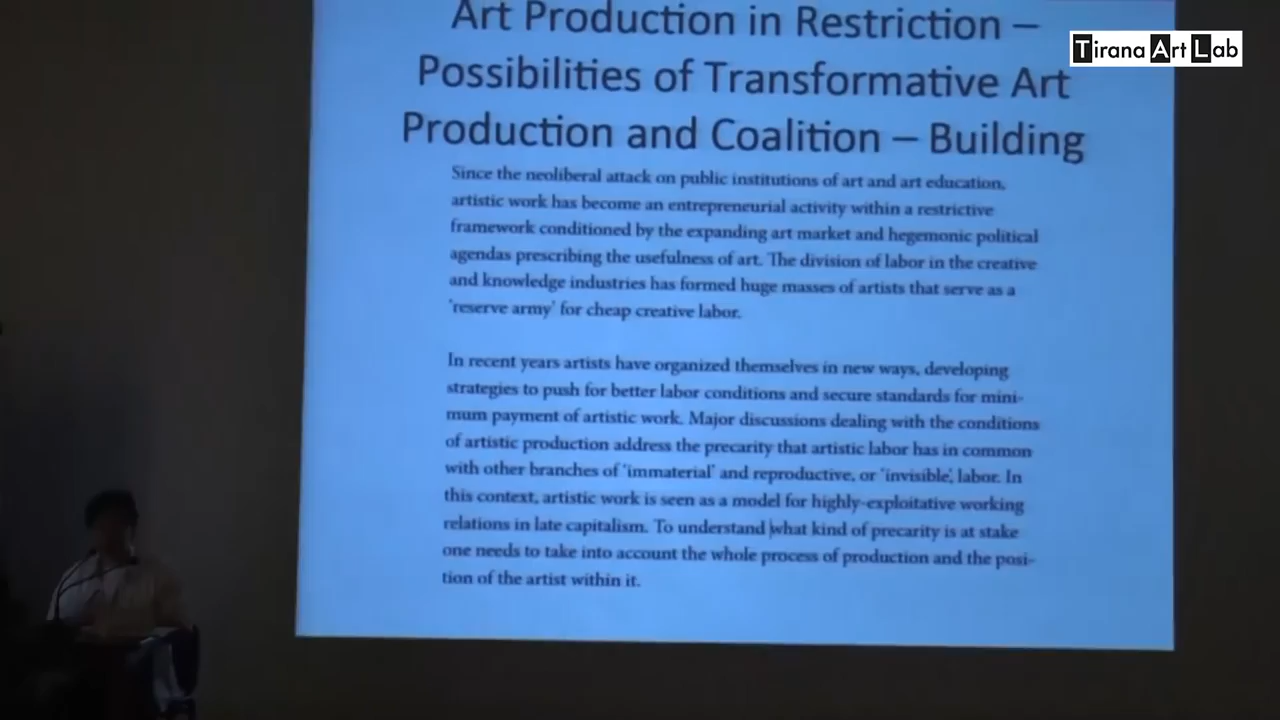 Art Production in Restriction –
Possibilities of Transformative Art
Production and Coalition – Building
Tirana Art Lab
Since the neoliberal attack on public institutions of art and art education,
artistic work has become an entrepreneurial activity within a restrictive
framework conditioned by the expanding art market and hegemonic political
agendas prescribing the usefulness of art. The division of labor in the creative
and knowledge industries has formed huge masses of artists that serve as a
'reserve army' for cheap creative labor.
In recent years artists have organized themselves in new ways, developing
strategies to push for better labor conditions and secure standards for mini-
mum payment of artistic work. Major discussions dealing with the conditions
of artistic production address the precarity that artistic labor has in common
with other branches of 'immaterial' and reproductive, or 'invisible', labor. In
this context, artistic work is seen as a model for highly-exploitative working
relations in late capitalism. To understand what kind of precarity is at stake
one needs to take into account the whole process of production and the posi-
tion of the artist within it.